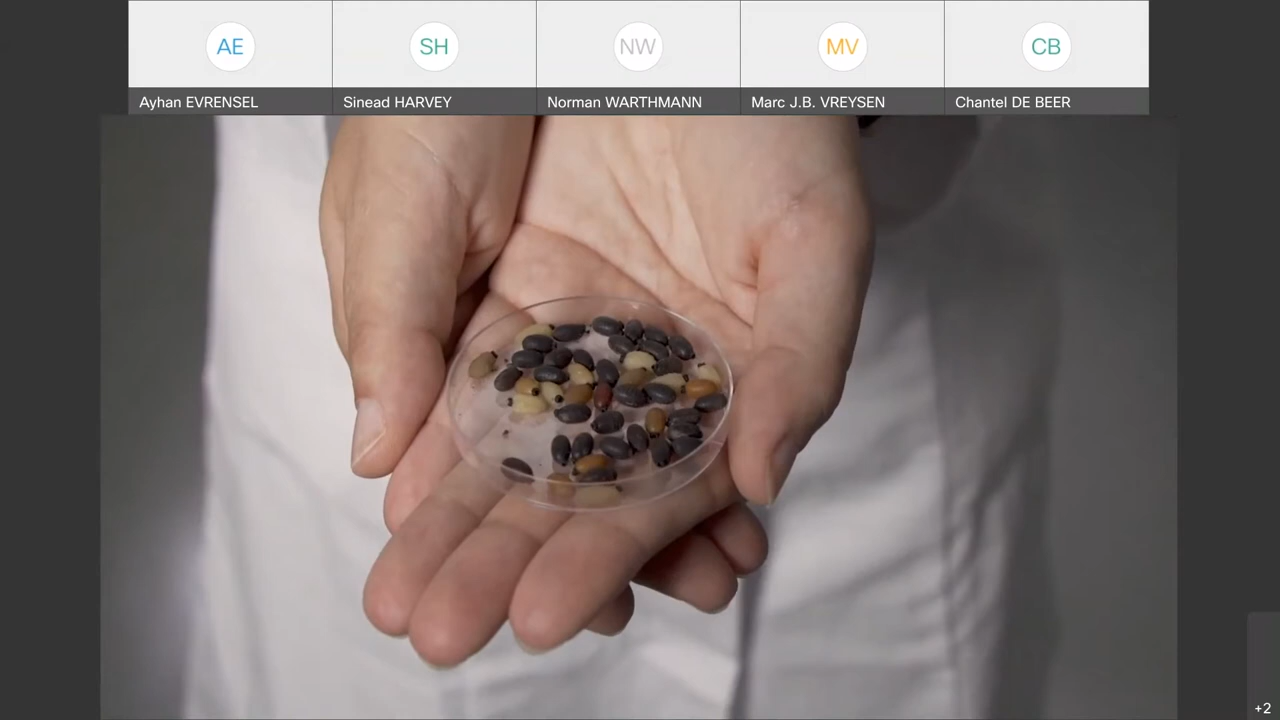 AE
SH
NW
MV
CB
Ayhan EVRENSEL
Sinead HARVEY
Norman WARTHMANN
Marc J.B. VREYSEN
Chantel DE BEER
+2